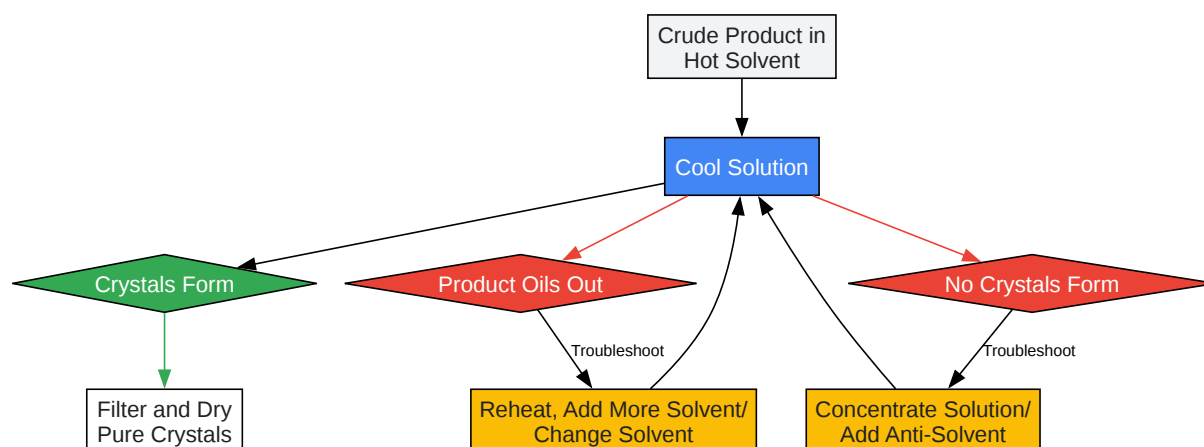 Crude Product in
Hot Solvent
Cool Solution
Crystals Form
Product Oils Out
No Crystals Form
Troubleshoot
Troubleshoot
Filter and Dry
Pure Crystals
Reheat, Add More Solvent/
Change Solvent
Concentrate Solution/
Add Anti-Solvent